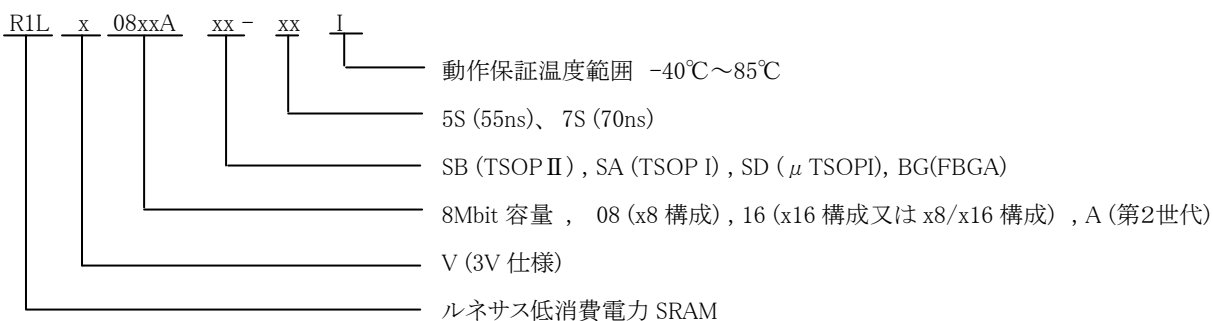 R1L x 08xxA xx - xx I
動作保証温度範囲 -40℃～85℃
5S (55ns)、 7S (70ns)
SB (TSOPⅡ) , SA (TSOP I) , SD (μTSOPI), BG(FBGA)
8Mbit 容量 , 08 (x8 構成) , 16 (x16 構成又は x8/x16 構成) , A (第2世代)
V (3V 仕様)
ルネサス低消費電力 SRAM